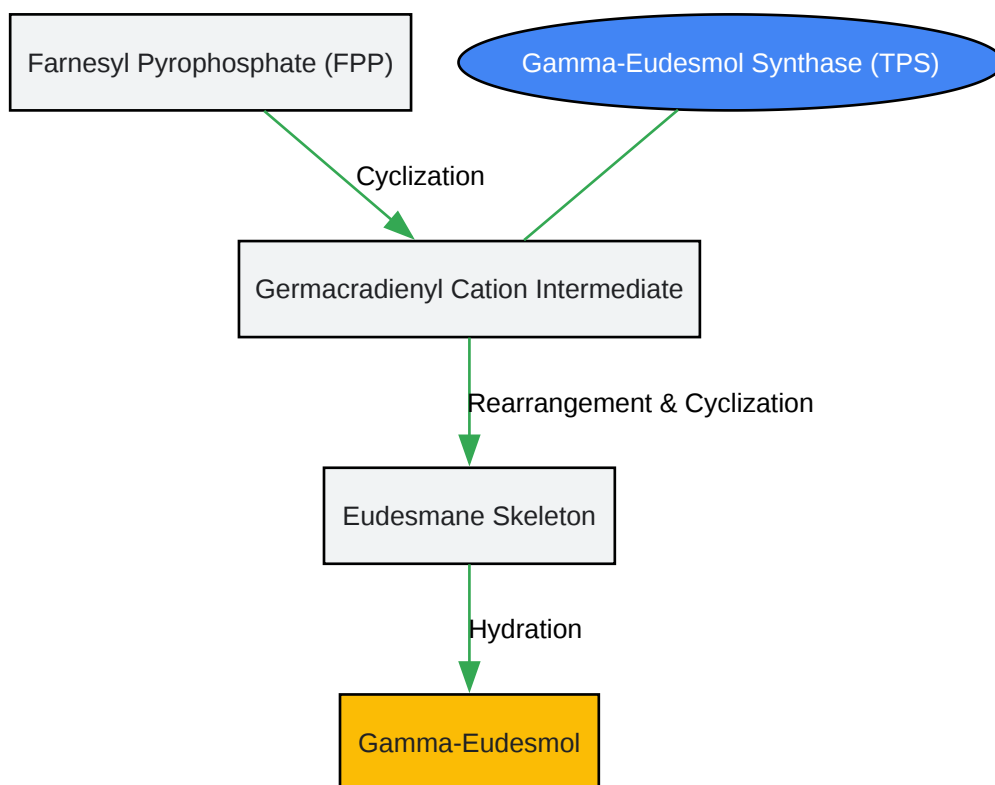 Farnesyl Pyrophosphate (FPP)
Gamma-Eudesmol Synthase (TPS)
Cyclization
Germacradienyl Cation Intermediate
Rearrangement & Cyclization
Eudesmane Skeleton
Hydration
Gamma-Eudesmol